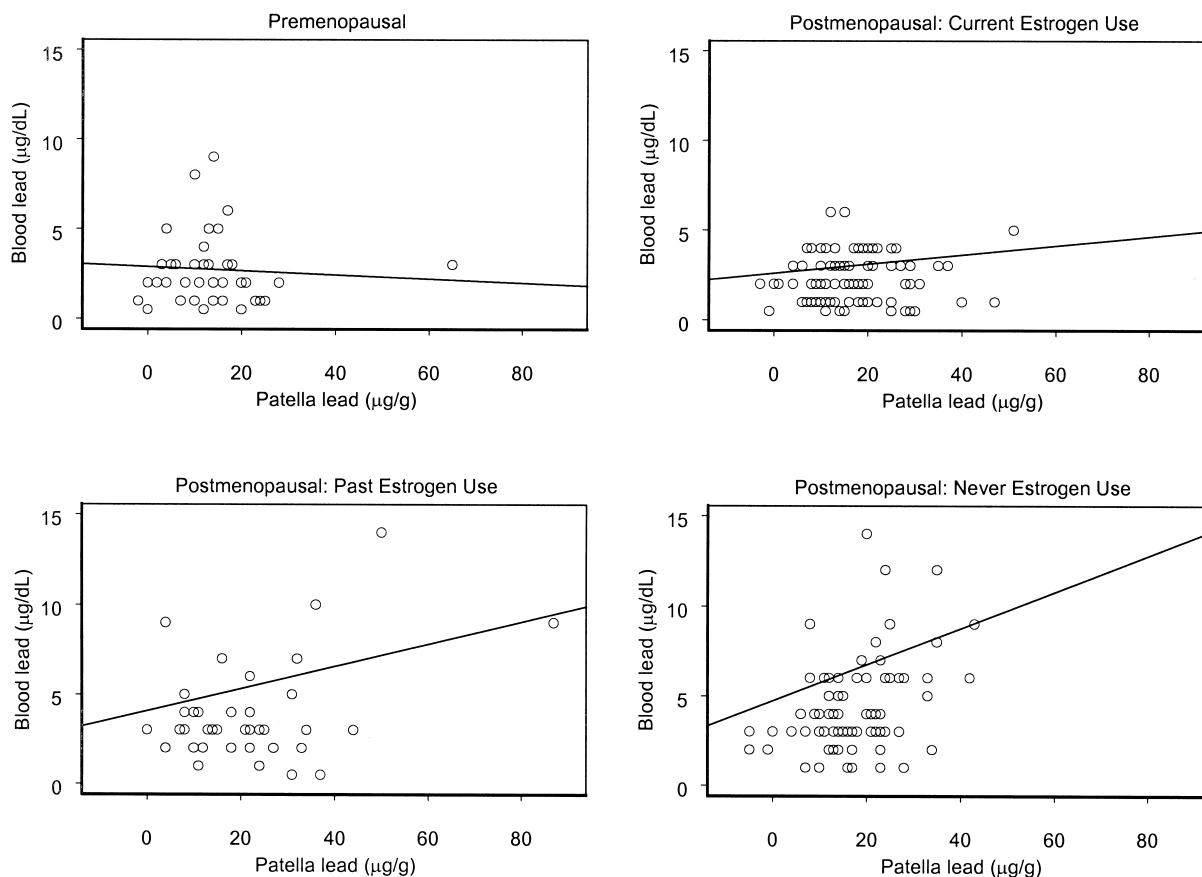 Premenopausal
15
10
5
0
Blood lead (µg/dL)
0 20 40 60 80
Patella lead (µg/g)
Postmenopausal: Current Estrogen Use
15
10
5
0
Blood lead (µg/dL)
0 20 40 60 80
Patella lead (µg/g)
Postmenopausal: Past Estrogen Use
15
10
5
0
Blood lead (µg/dL)
0 20 40 60 80
Patella lead (µg/g)
Postmenopausal: Never Estrogen Use
15
10
5
0
Blood lead (µg/dL)
0 20 40 60 80
Patella lead (µg/g)